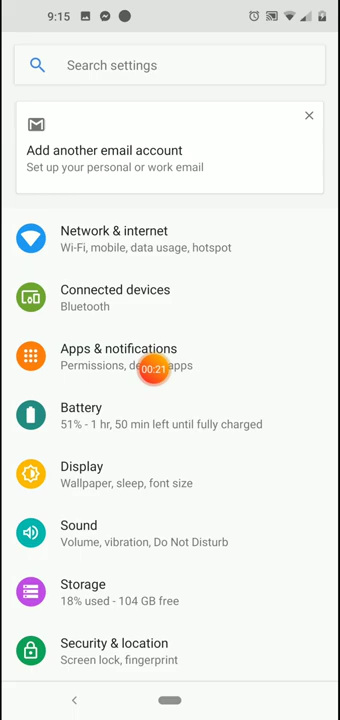 9:15
Search settings
Add another email account
Set up your personal or work email
Network & internet
Wi-Fi, mobile, data usage, hotspot
Connected devices
Bluetooth
Apps & notifications
Permissions, de apps
00:21
Battery
51% - 1 hr, 50 min left until fully charged
Display
Wallpaper, sleep, font size
Sound
Volume, vibration, Do Not Disturb
Storage
18% used - 104 GB free
Security & location
Screen lock, fingerprint